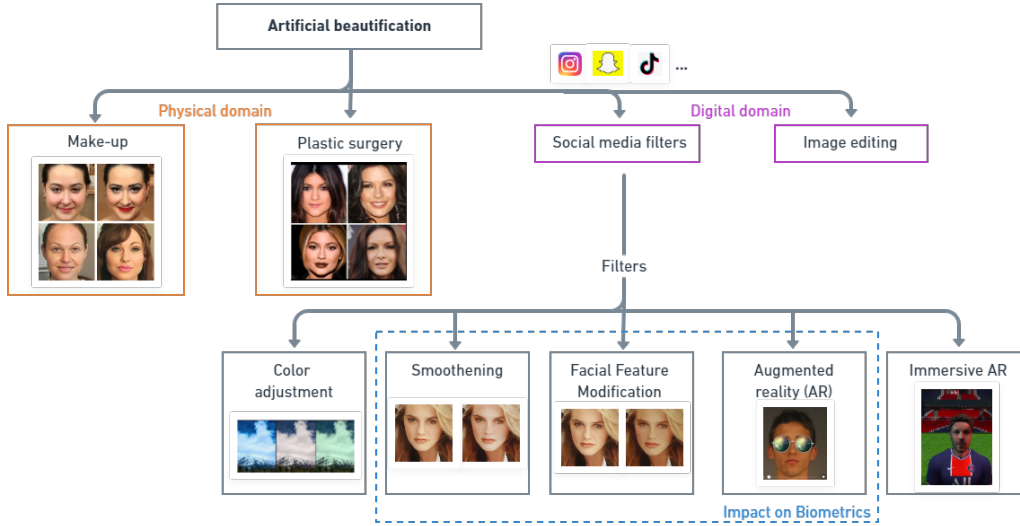 Artificial beautification
...
Physical domain
Digital domain
Make-up
Plastic surgery
Social media filters
Image editing
Filters
Color
adjustment
Smoothening
Facial Feature
Modification
Augmented
reality (AR)
Immersive AR
Impact on Biometrics